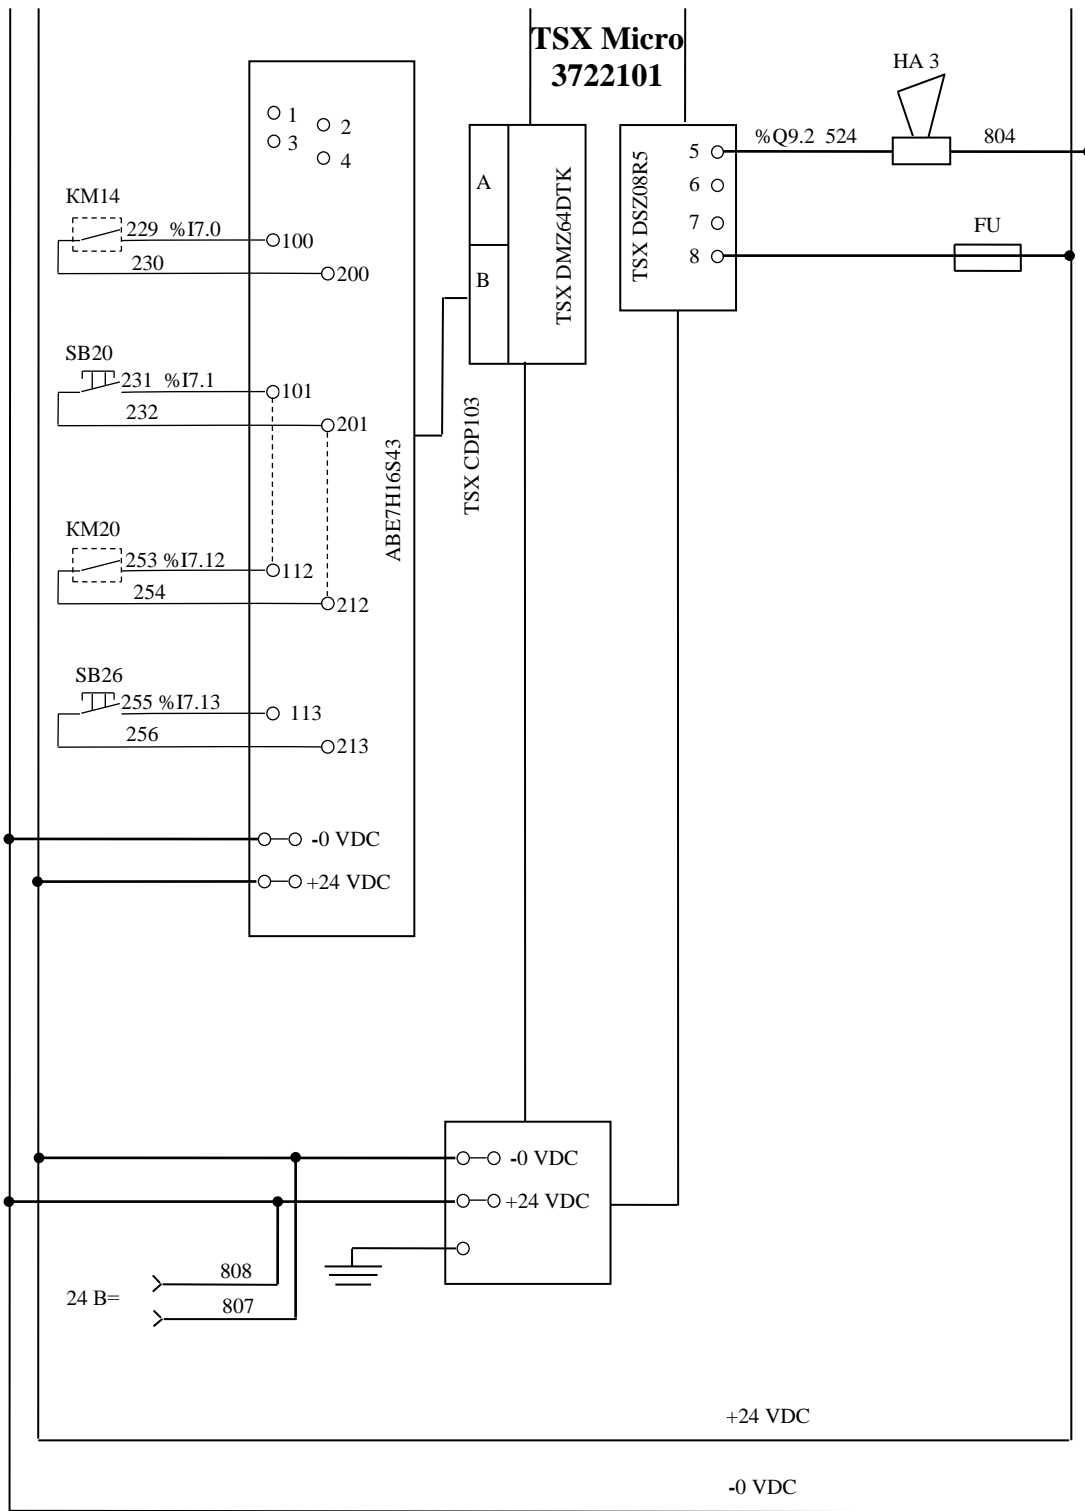 TSX Micro
3722101
HA 3
1
2
3
4
A
B
TSX DMZ64DTK
TSX DSZ08R5
5
6
7
8
%Q9.2 524
804
FU
КМ14
229 %I7.0
100
230
200
SB20
231 %I7.1
101
232
201
ABE7H16S43
TSX CDP103
КМ20
253 %I7.12
112
254
212
SB26
255 %I7.13
113
256
213
-0 VDC
+24 VDC
-0 VDC
+24 VDC
808
24 В=
807
+24 VDC
-0 VDC